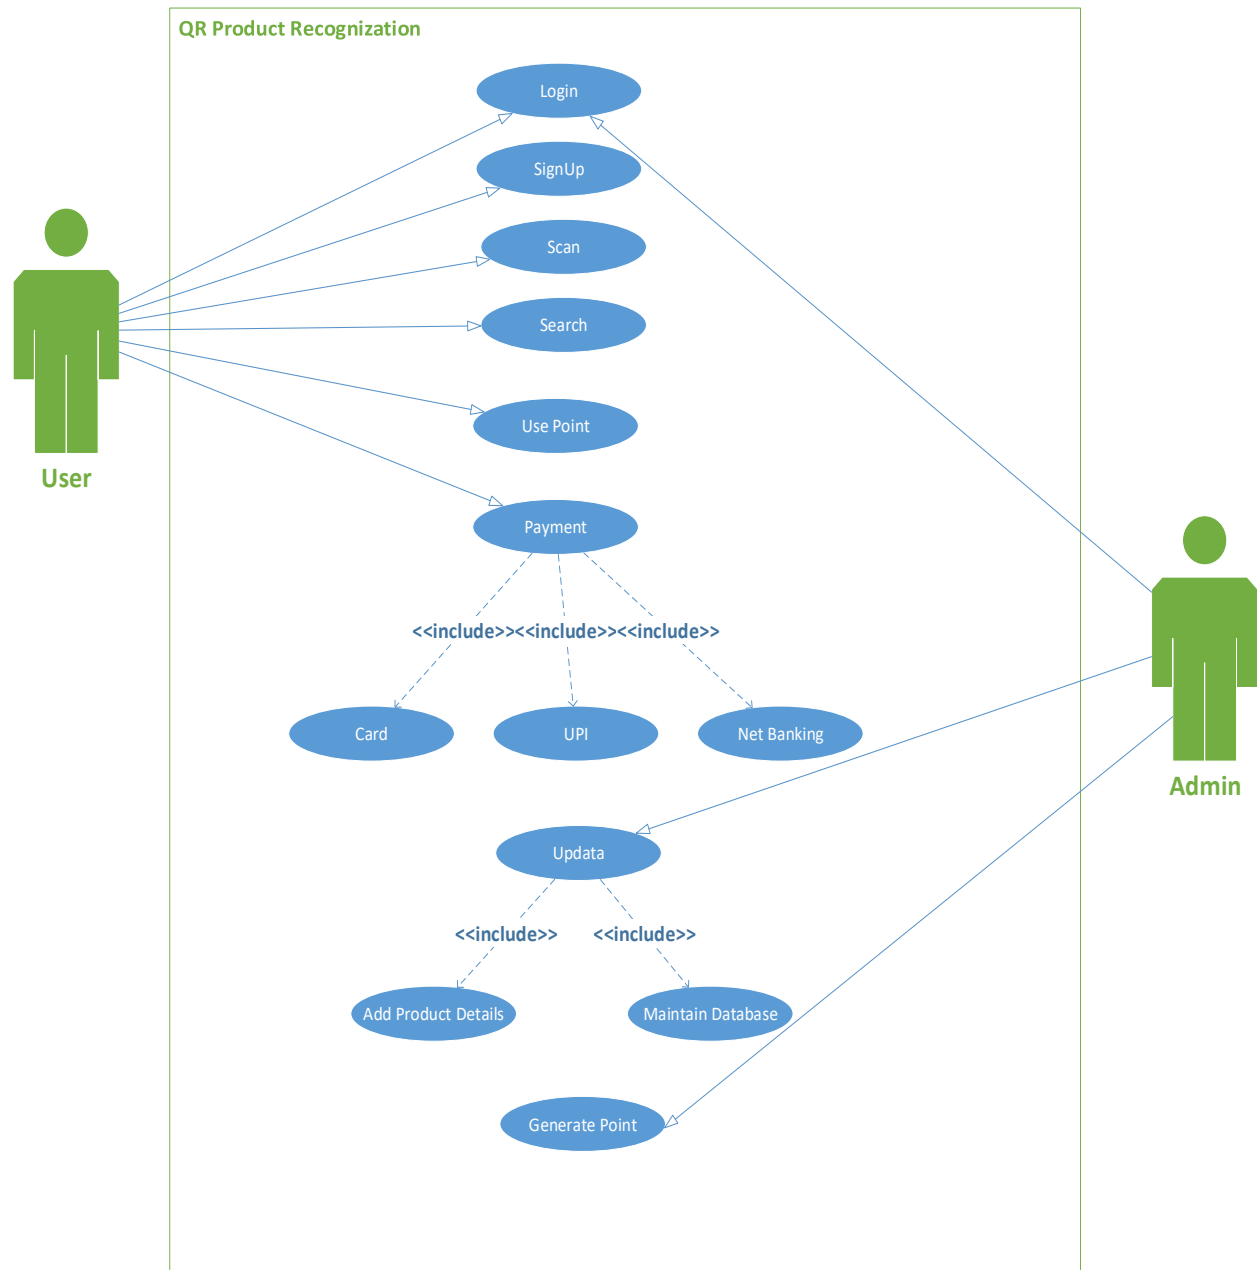 QR Product Recognization
Login
SignUp
Scan
Search
Use Point
User
Payment
<<include>><<include>><<include>>
Card
UPI
Net Banking
Admin
Updata
<<include>>
<<include>>
Add Product Details
Maintain Database
Generate Point